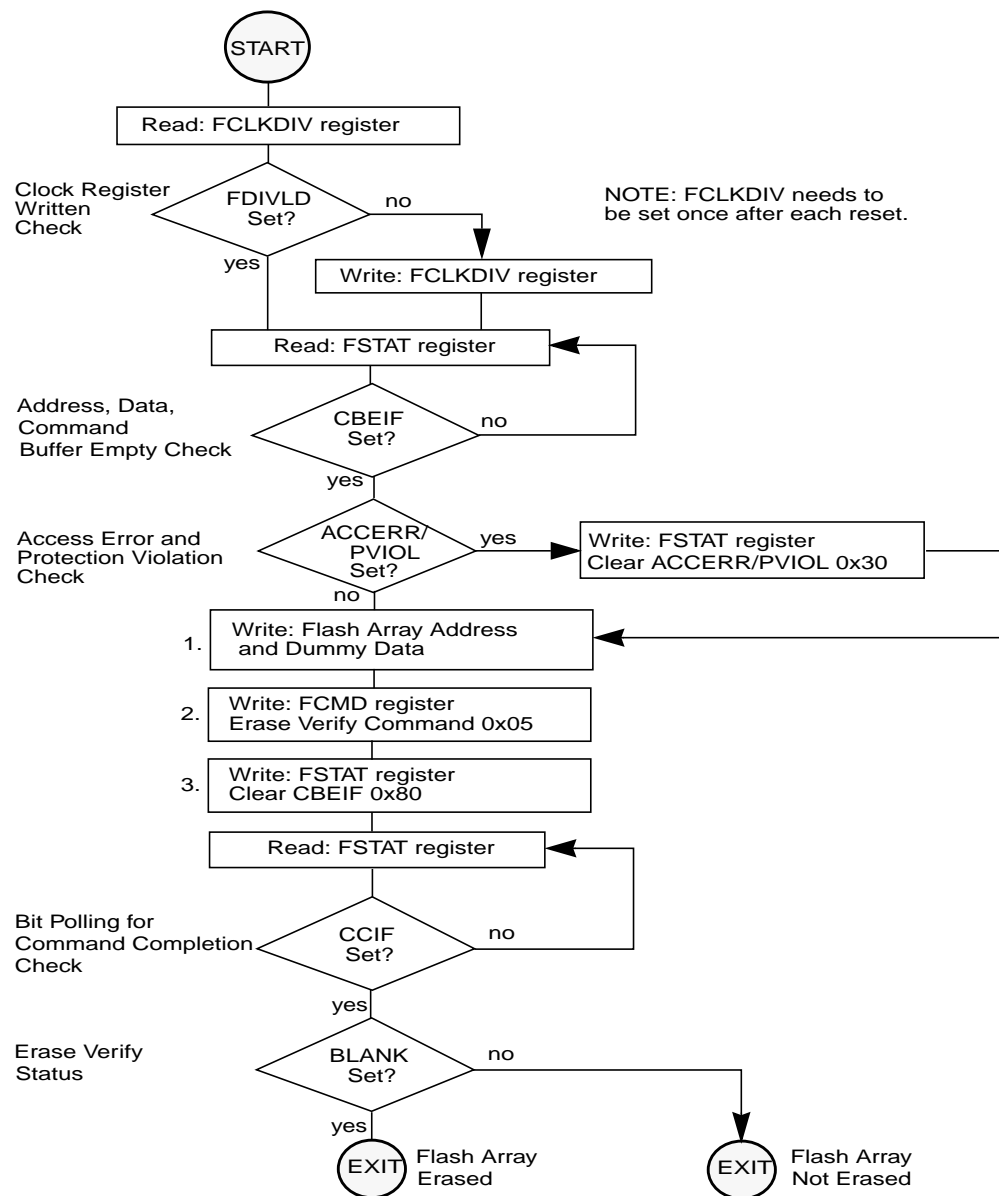 START
Read: FCLKDIV register
Clock Register
Written
Check
FDIVLD
Set?
no
yes
NOTE: FCLKDIV needs to
be set once after each reset.
Write: FCLKDIV register
Read: FSTAT register
Address, Data,
Command
Buffer Empty Check
CBEIF
Set?
no
yes
Access Error and
Protection Violation
Check
ACCERR/
PVIOL
Set?
yes
no
Write: FSTAT register
Clear ACCERR/PVIOL 0x30
1.
Write: Flash Array Address
and Dummy Data
2.
Write: FCMD register
Erase Verify Command 0x05
3.
Write: FSTAT register
Clear CBEIF 0x80
Read: FSTAT register
Bit Polling for
Command Completion
Check
CCIF
Set?
no
yes
Erase Verify
Status
BLANK
Set?
no
yes
EXIT
Flash Array
Erased
EXIT
Flash Array
Not Erased